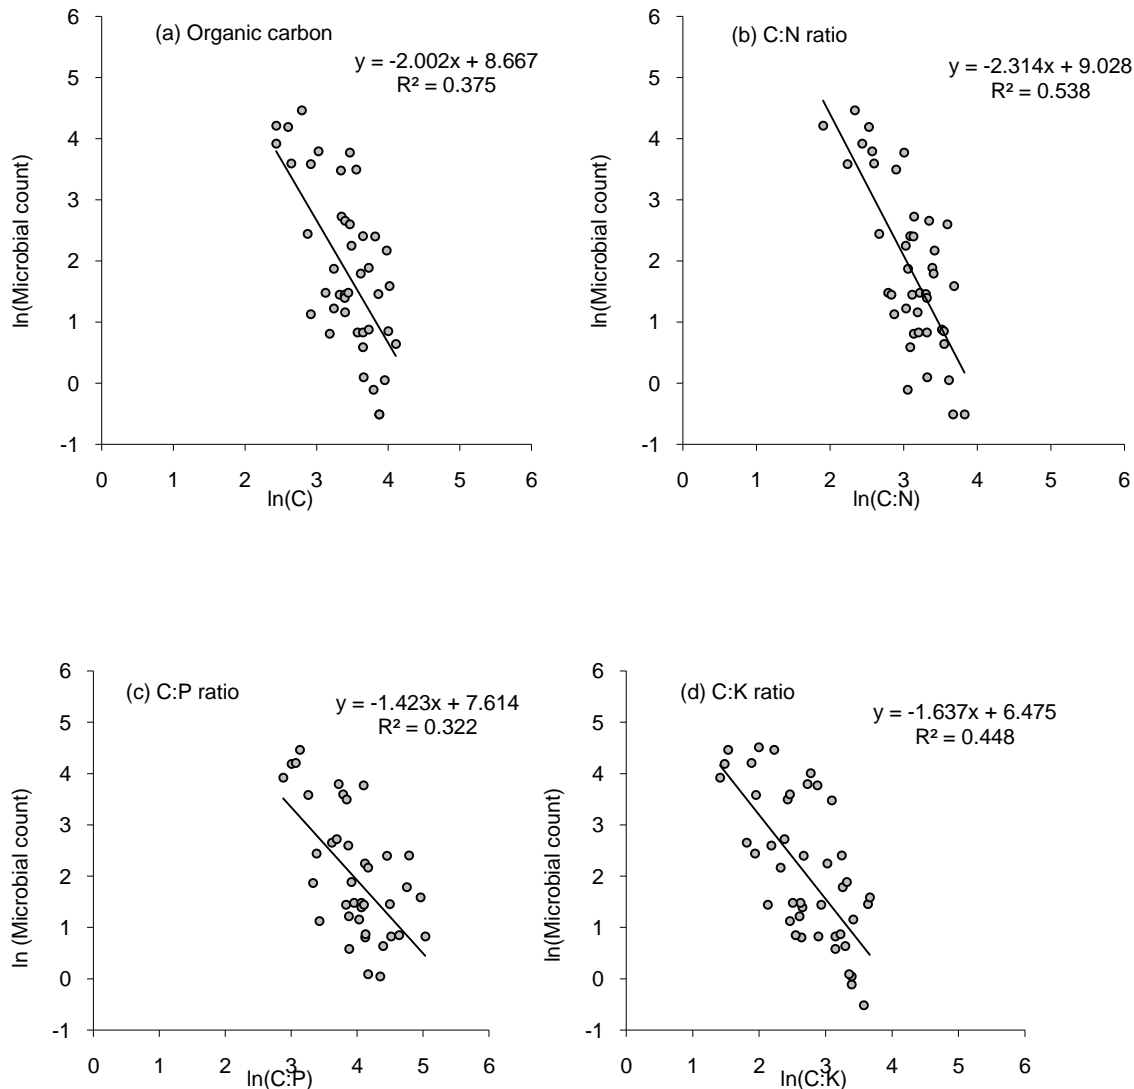 (a) Organic carbon
y = -2.002x + 8.667
R² = 0.375
ln(Microbial count)
6
5
4
3
2
1
0
-1
0 1 2 3 4 5 6
ln(C)
(b) C:N ratio
y = -2.314x + 9.028
R² = 0.538
ln(Microbial count)
6
5
4
3
2
1
0
-1
0 1 2 3 4 5 6
ln(C:N)
(c) C:P ratio
y = -1.423x + 7.614
R² = 0.322
ln (Microbial count)
6
5
4
3
2
1
0
-1
0 1 2 3 4 5 6
ln(C:P)
(d) C:K ratio
y = -1.637x + 6.475
R² = 0.448
ln(Microbial count)
6
5
4
3
2
1
0
-1
0 1 2 3 4 5 6
ln(C:K)